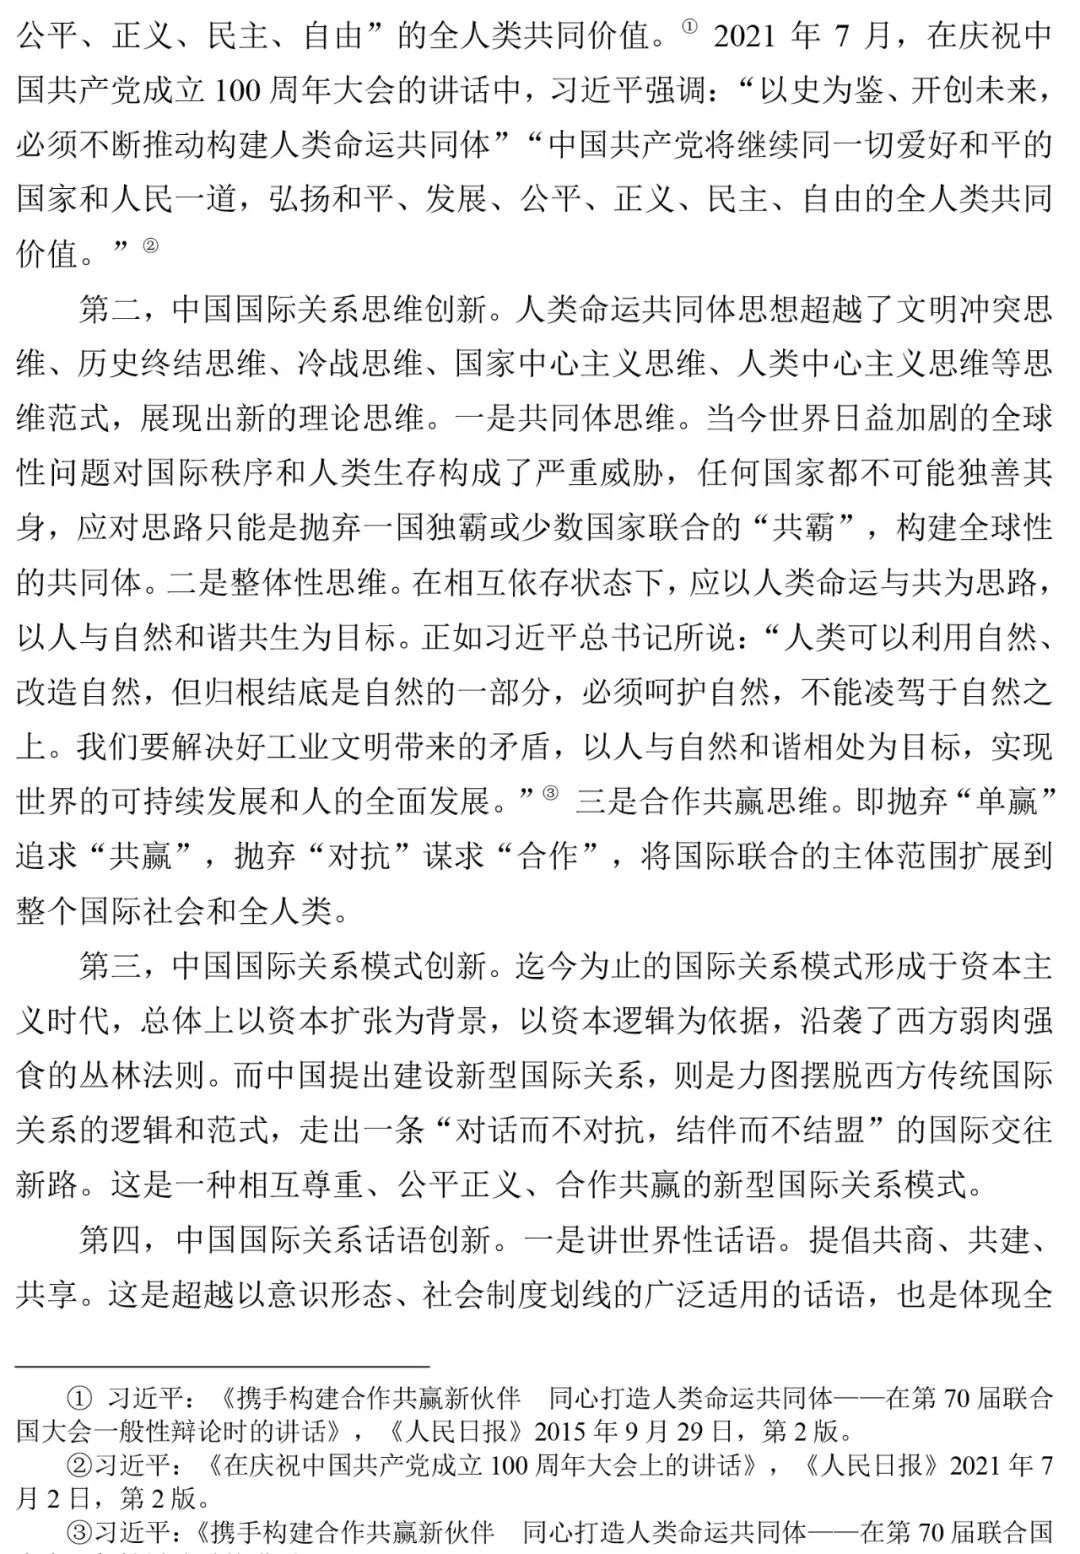 公平、正义、民主、自由”的全人类共同价值。① 2021 年 7 月，在庆祝中
国共产党成立 100 周年大会的讲话中，习近平强调：“以史为鉴、开创未来，
必须不断推动构建人类命运共同体”“中国共产党将继续同一切爱好和平的
国家和人民一道，弘扬和平、发展、公平、正义、民主、自由的全人类共同
价值。”②
第二，中国国际关系思维创新。人类命运共同体思想超越了文明冲突思
维、历史终结思维、冷战思维、国家中心主义思维、人类中心主义思维等思
维范式，展现出新的理论思维。一是共同体思维。当今世界日益加剧的全球
性问题对国际秩序和人类生存构成了严重威胁，任何国家都不可能独善其
身，应对思路只能是抛弃一国独霸或少数国家联合的“共霸”，构建全球性
的共同体。二是整体性思维。在相互依存状态下，应以人类命运与共为思路，
以人与自然和谐共生为目标。正如习近平总书记所说：“人类可以利用自然、
改造自然，但归根结底是自然的一部分，必须呵护自然，不能凌驾于自然之
上。我们要解决好工业文明带来的矛盾，以人与自然和谐相处为目标，实现
世界的可持续发展和人的全面发展。”③ 三是合作共赢思维。即抛弃“单赢”
追求“共赢”，抛弃“对抗”谋求“合作”，将国际联合的主体范围扩展到
整个国际社会和全人类。
第三，中国国际关系模式创新。迄今为止的国际关系模式形成于资本主
义时代，总体上以资本扩张为背景，以资本逻辑为依据，沿袭了西方弱肉强
食的丛林法则。而中国提出建设新型国际关系，则是力图摆脱西方传统国际
关系的逻辑和范式，走出一条“对话而不对抗，结伴而不结盟”的国际交往
新路。这是一种相互尊重、公平正义、合作共赢的新型国际关系模式。
第四，中国国际关系话语创新。一是讲世界性话语。提倡共商、共建、
共享。这是超越以意识形态、社会制度划线的广泛适用的话语，也是体现全
① 习近平：《携手构建合作共赢新伙伴　同心打造人类命运共同体——在第 70 届联合
国大会一般性辩论时的讲话》，《人民日报》2015 年 9 月 29 日，第 2 版。
②习近平：《在庆祝中国共产党成立 100 周年大会上的讲话》，《人民日报》2021 年 7
月 2 日，第 2 版。
③习近平：《携手构建合作共赢新伙伴　同心打造人类命运共同体——在第 70 届联合国